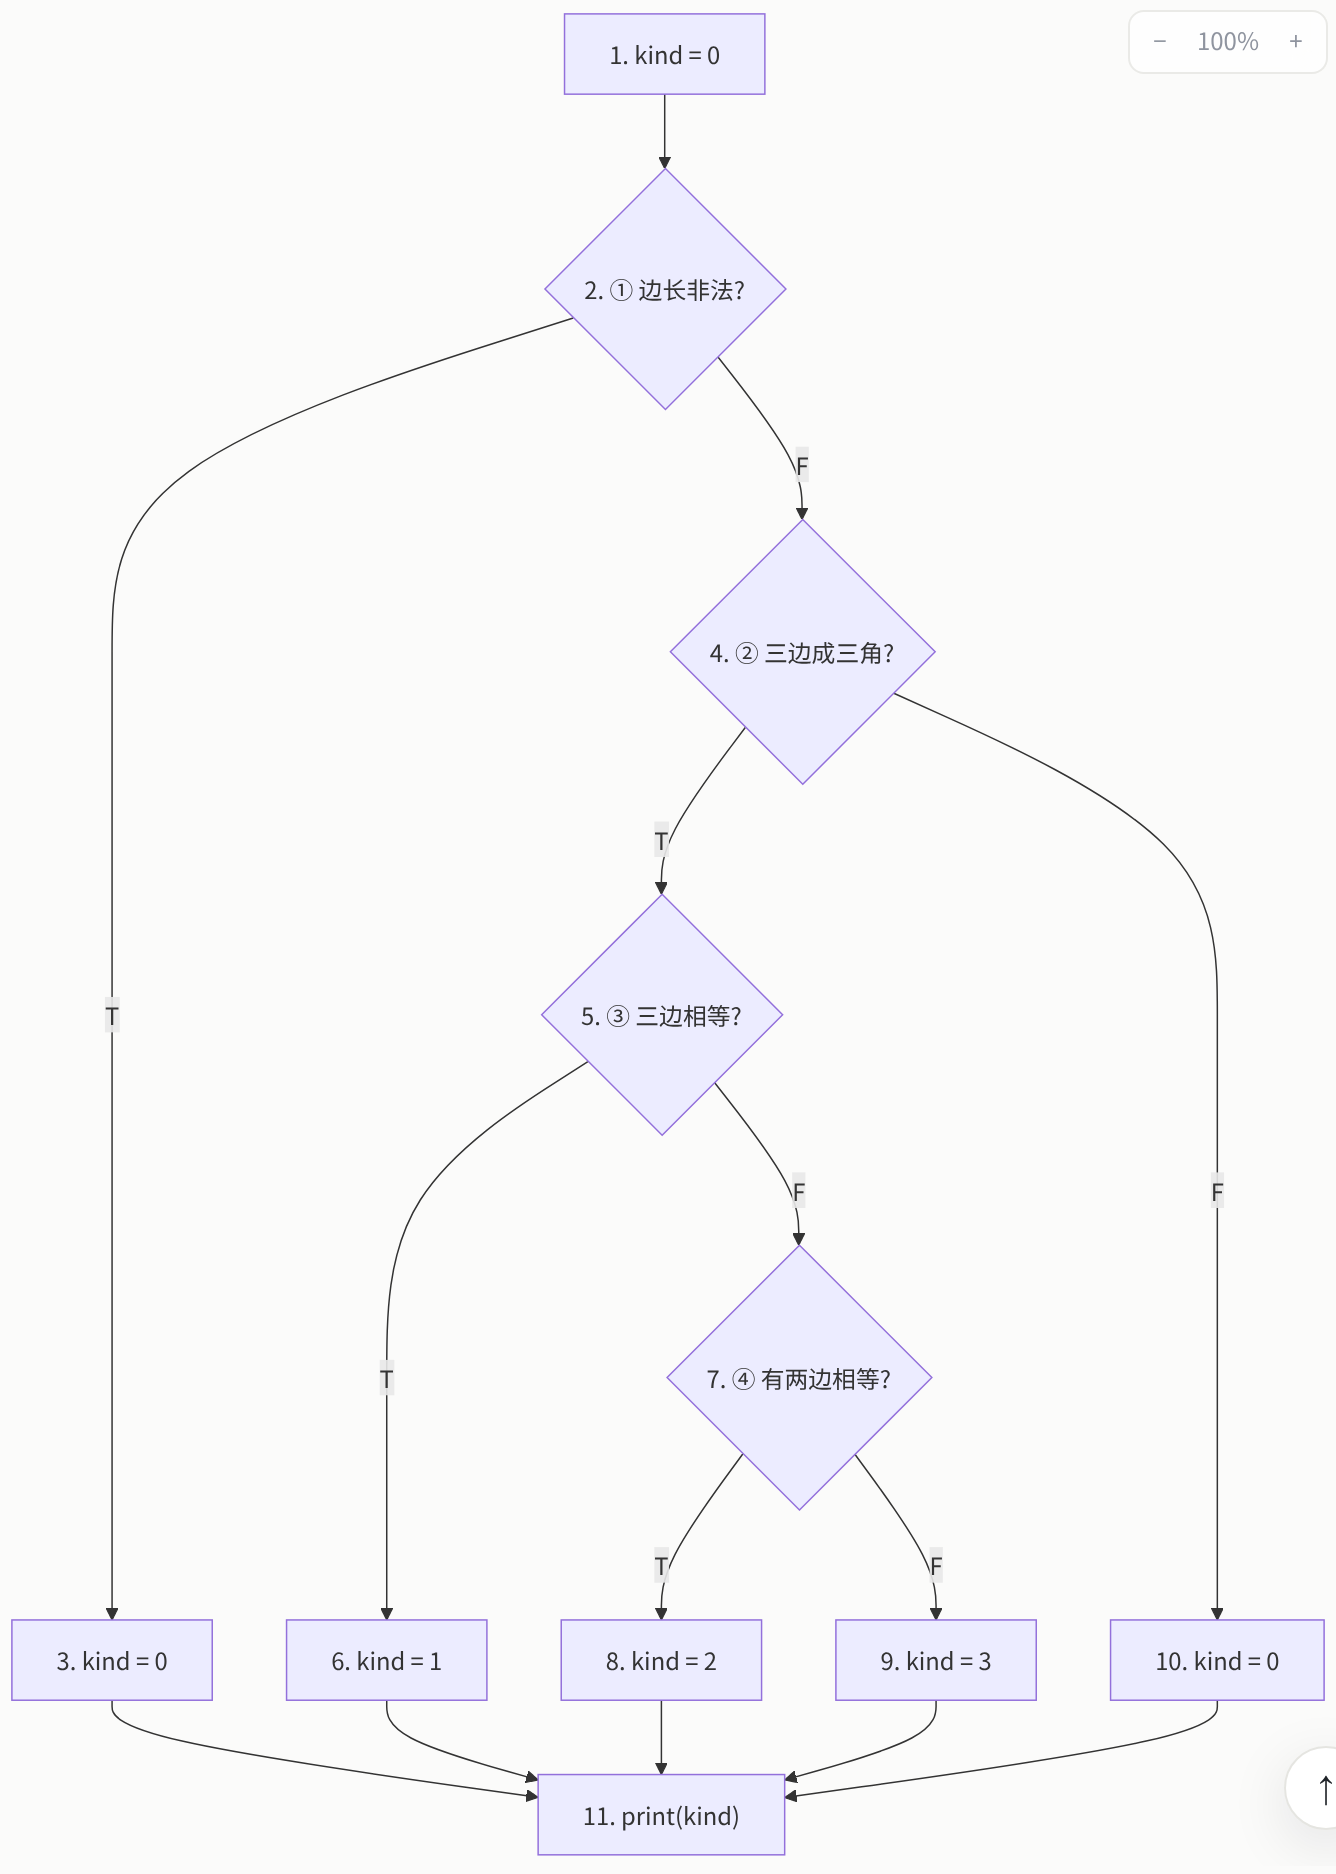 1. kind = 0
− 100% +
2. ① 边长非法?
F
4. ② 三边成三角?
T
5. ③ 三边相等?
T
F
F
7. ④ 有两边相等?
T
T
F
3. kind = 0
6. kind = 1
8. kind = 2
9. kind = 3
10. kind = 0
11. print(kind)